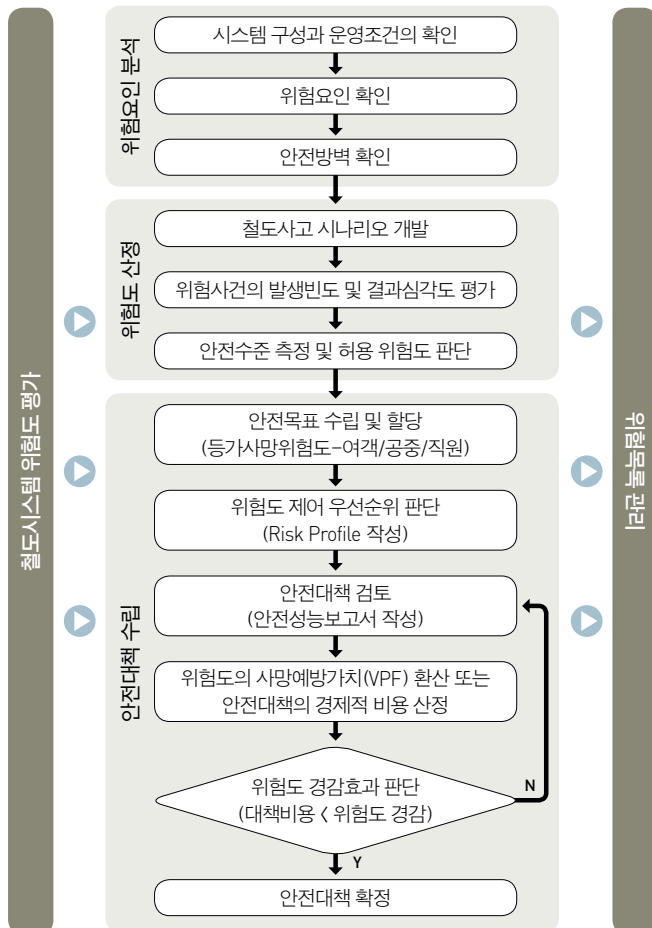 철도시스템 위험도 평가
위험요인 분석
시스템 구성과 운영조건의 확인
위험요인 확인
안전방벽 확인
위험도 산정
철도사고 시나리오 개발
위험사건의 발생빈도 및 결과심각도 평가
안전수준 측정 및 허용 위험도 판단
안전대책 수립
안전목표 수립 및 할당
(등가사망위험도-여객/공중/직원)
위험도 제어 우선순위 판단
(Risk Profile 작성)
안전대책 검토
(안전성능보고서 작성)
위험도의 사망예방가치(VPF) 환산 또는
안전대책의 경제적 비용 산정
위험도 경감효과 판단
(대책비용 < 위험도 경감)
N
Y
안전대책 확정
위험목록 관리